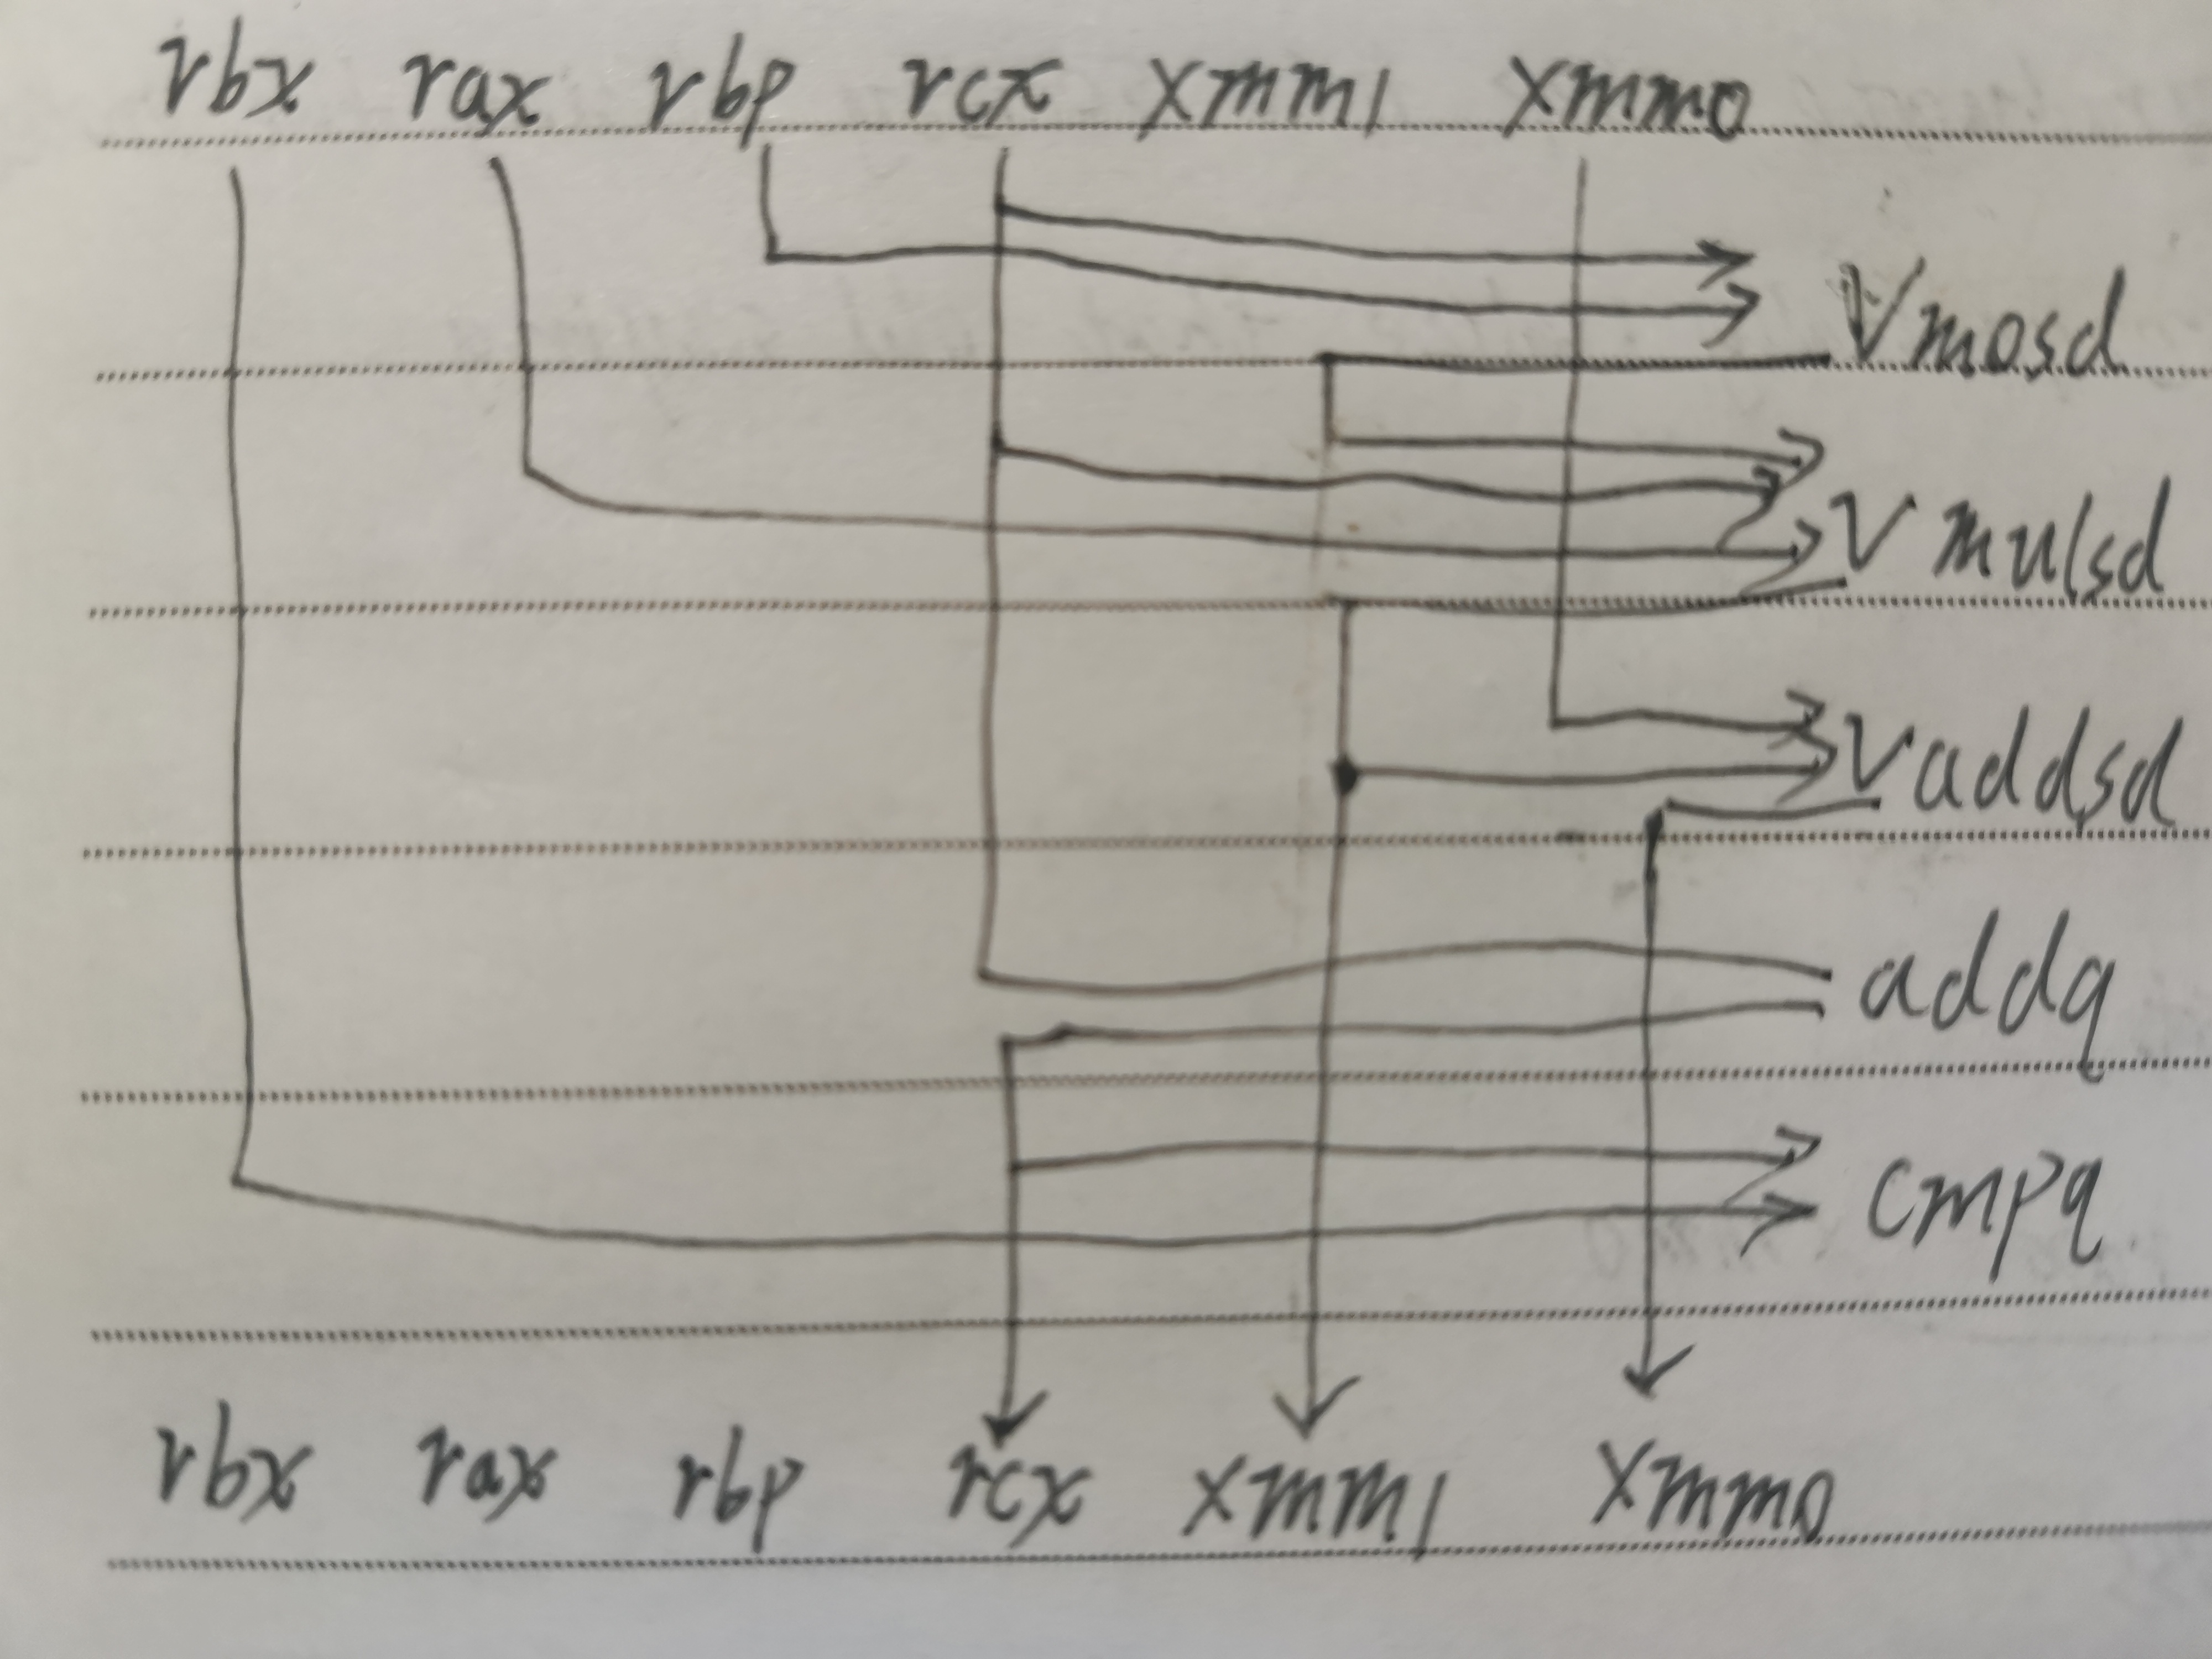 rbx rax rbp rcx xmm1 xmm0
Vmosd
Vmulsd
Vaddsd
addq
cmpq
rbx rax rbp rcx xmm1 xmm0